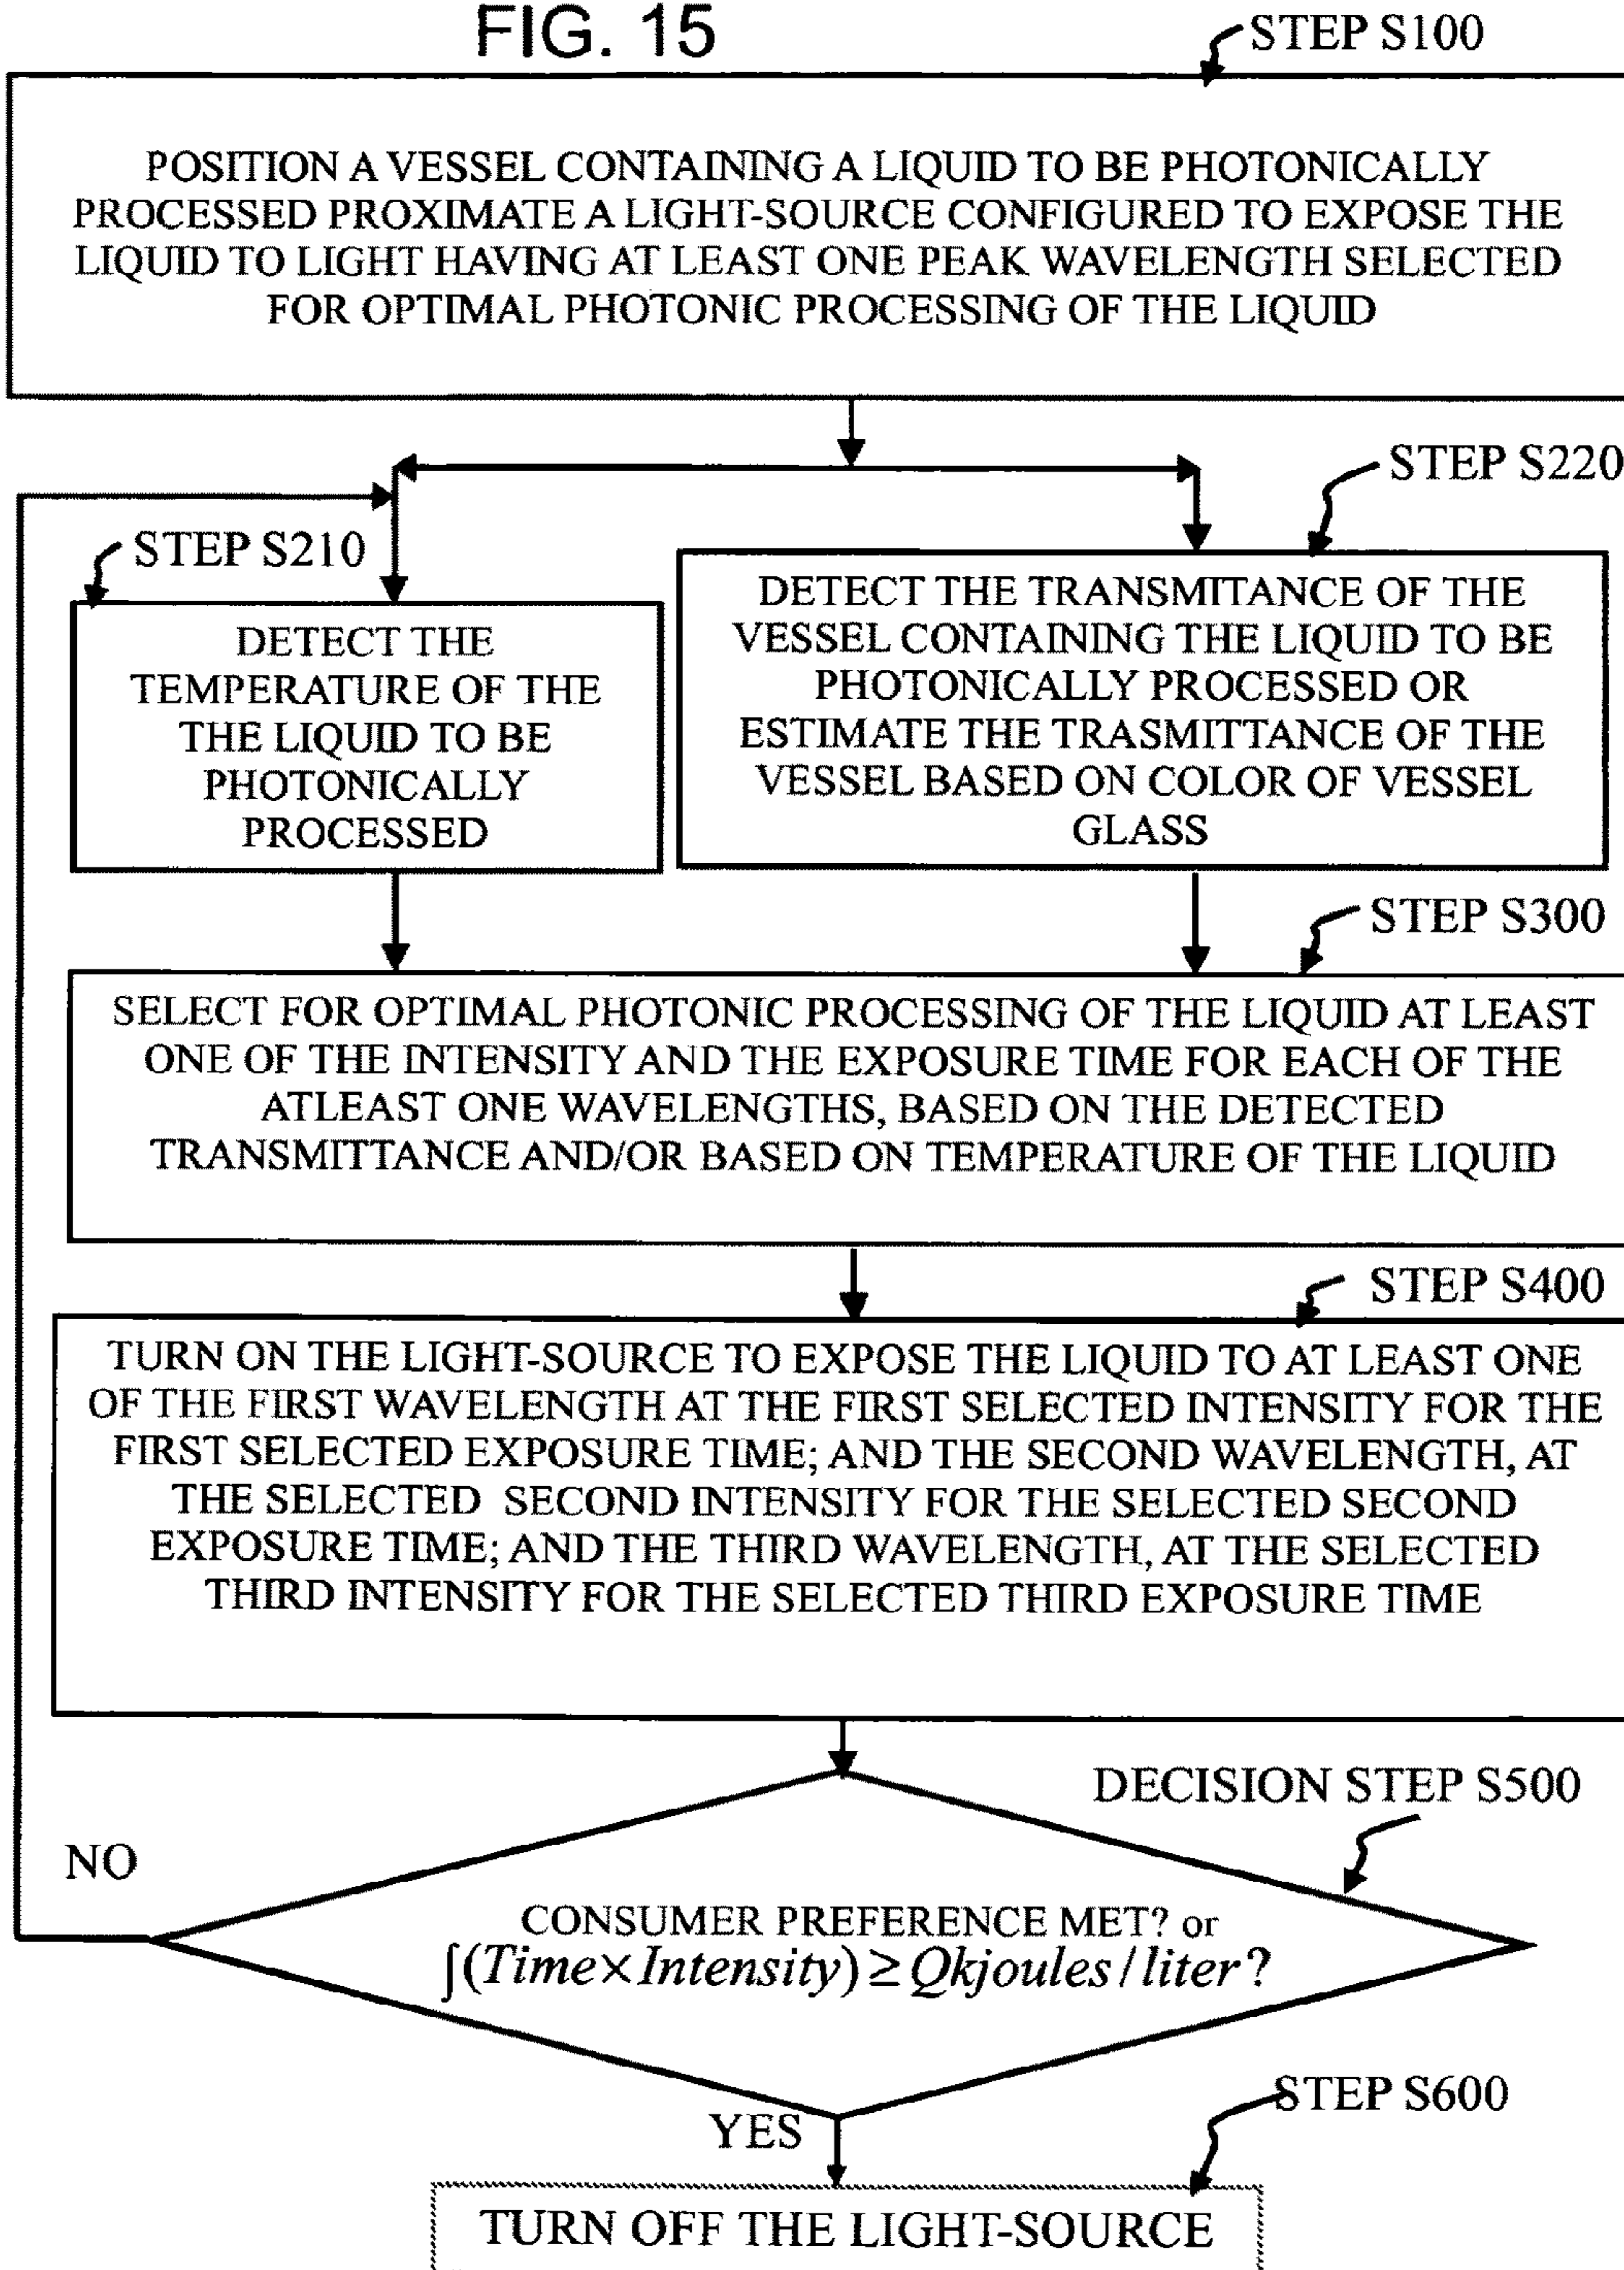 FIG. 15
STEP S100
POSITION A VESSEL CONTAINING A LIQUID TO BE PHOTONICALLY
PROCESSED PROXIMATE A LIGHT-SOURCE CONFIGURED TO EXPOSE THE
LIQUID TO LIGHT HAVING AT LEAST ONE PEAK WAVELENGTH SELECTED
FOR OPTIMAL PHOTONIC PROCESSING OF THE LIQUID
STEP S220
STEP S210
DETECT THE
TEMPERATURE OF THE
THE LIQUID TO BE
PHOTONICALLY
PROCESSED
DETECT THE TRANSMITANCE OF THE
VESSEL CONTAINING THE LIQUID TO BE
PHOTONICALLY PROCESSED OR
ESTIMATE THE TRASMITTANCE OF THE
VESSEL BASED ON COLOR OF VESSEL
GLASS
STEP S300
SELECT FOR OPTIMAL PHOTONIC PROCESSING OF THE LIQUID AT LEAST
ONE OF THE INTENSITY AND THE EXPOSURE TIME FOR EACH OF THE
ATLEAST ONE WAVELENGTHS, BASED ON THE DETECTED
TRANSMITTANCE AND/OR BASED ON TEMPERATURE OF THE LIQUID
STEP S400
TURN ON THE LIGHT-SOURCE TO EXPOSE THE LIQUID TO AT LEAST ONE
OF THE FIRST WAVELENGTH AT THE FIRST SELECTED INTENSITY FOR THE
FIRST SELECTED EXPOSURE TIME; AND THE SECOND WAVELENGTH, AT
THE SELECTED SECOND INTENSITY FOR THE SELECTED SECOND
EXPOSURE TIME; AND THE THIRD WAVELENGTH, AT THE SELECTED
THIRD INTENSITY FOR THE SELECTED THIRD EXPOSURE TIME
DECISION STEP S500
NO
CONSUMER PREFERENCE MET? or
∫(Time×Intensity) ≥ Qkjoules/liter?
STEP S600
YES
TURN OFF THE LIGHT-SOURCE